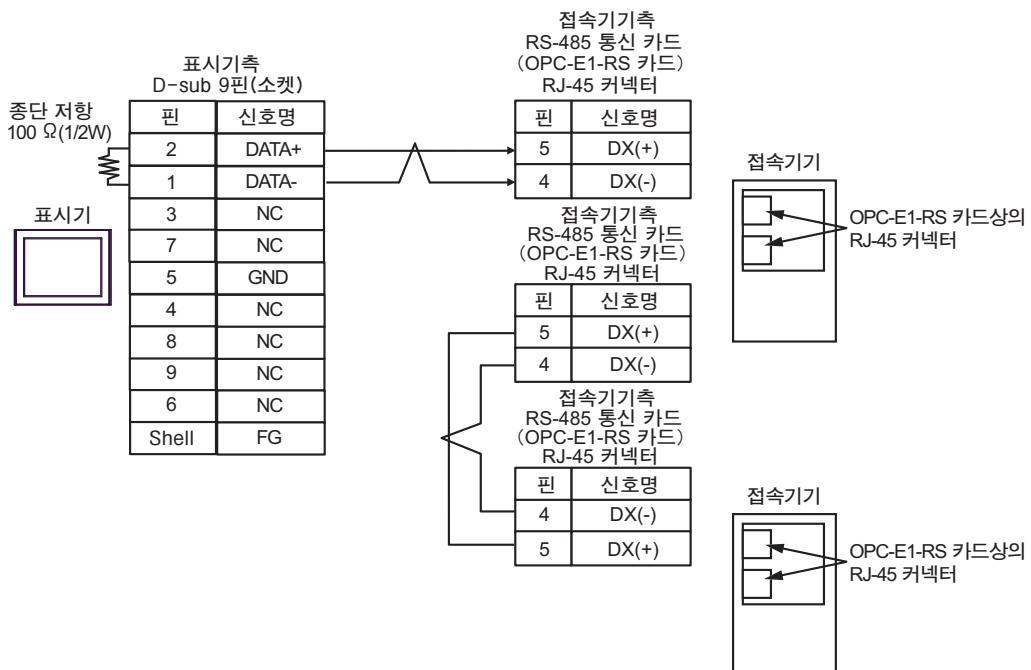 표시기측
D-sub 9핀(소켓)
종단 저항
100 Ω(1/2W)
핀 신호명
2 DATA+
1 DATA-
3 NC
7 NC
5 GND
4 NC
8 NC
9 NC
6 NC
Shell FG
표시기
접속기기측
RS-485 통신 카드
(OPC-E1-RS 카드)
RJ-45 커넥터
핀 신호명
5 DX(+)
4 DX(-)
접속기기측
RS-485 통신 카드
(OPC-E1-RS 카드)
RJ-45 커넥터
핀 신호명
5 DX(+)
4 DX(-)
접속기기측
RS-485 통신 카드
(OPC-E1-RS 카드)
RJ-45 커넥터
핀 신호명
4 DX(-)
5 DX(+)
접속기기
OPC-E1-RS 카드상의
RJ-45 커넥터
접속기기
OPC-E1-RS 카드상의
RJ-45 커넥터